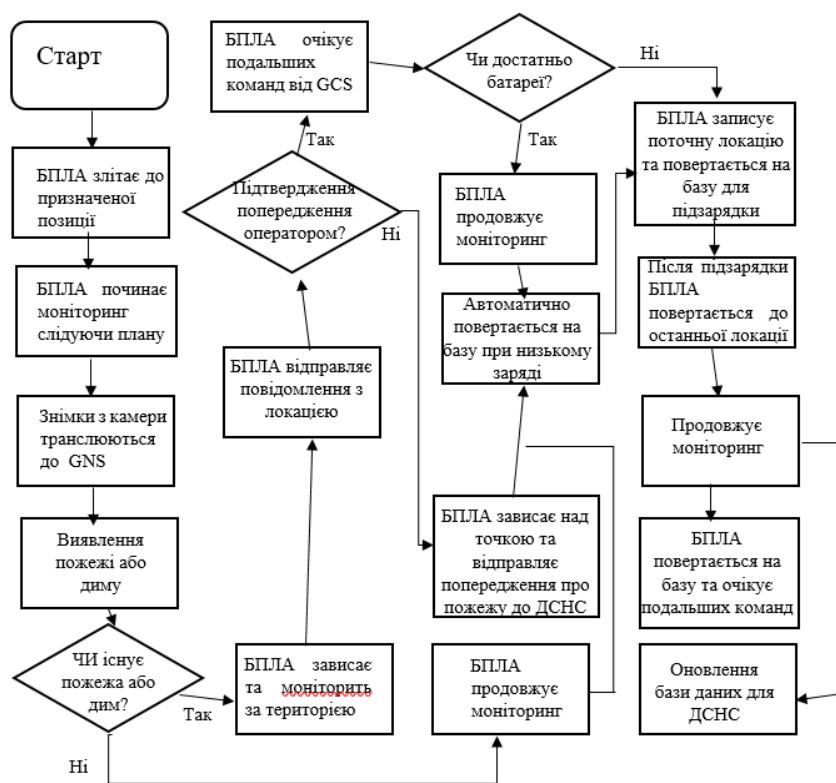 Старт
БПЛА злітає до
призначеної
позиції
БПЛА починає
моніторинг
слідуючи плану
Знімки з камери
транслюються
до GNS
Виявлення
пожежі або
диму
ЧИ існує
пожежа або
дим?
Так
Ні
БПЛА зависає
та моніторить
за територією
БПЛА відправляє
повідомлення з
локацією
Підтвердження
попередження
оператором?
Так
Ні
БПЛА очікує
подальших
команд від GCS
Чи достатньо
батареї?
Ні
Так
БПЛА
продовжує
моніторинг
Автоматично
повертається на
базу при низькому
заряді
БПЛА зависає над
точкою та
відправляє
попередження про
пожежу до ДСНС
БПЛА
продовжує
моніторинг
БПЛА записує
поточну локацію
та повертається на
базу для
підзарядки
Після підзарядки
БПЛА
повертається до
останньої локації
Продовжує
моніторинг
БПЛА
повертається на
базу та очікує
подальших команд
Оновлення
бази даних для
ДСНС